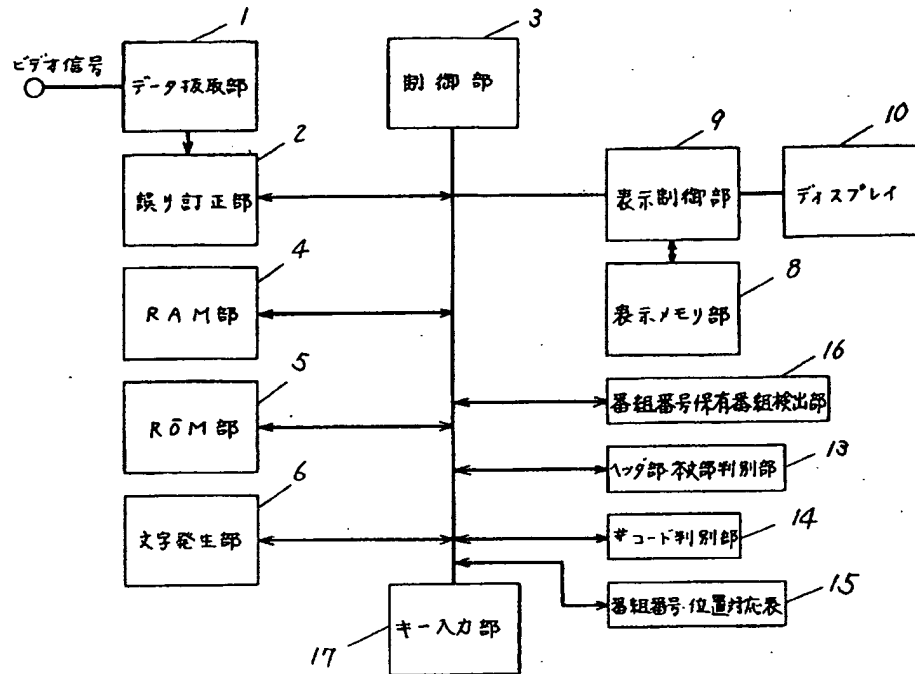 1
3
ビデオ信号
データ抜取部
制御部
2
9
10
誤り訂正部
表示制御部
ディスプレイ
4
8
RAM部
表示メモリ部
16
5
番組番号保有番組検出部
ROM部
13
ヘッダ部・本文部判別部
6
14
文字発生部
#コード判別部
15
番組番号・位置対応表
キー入力部
17